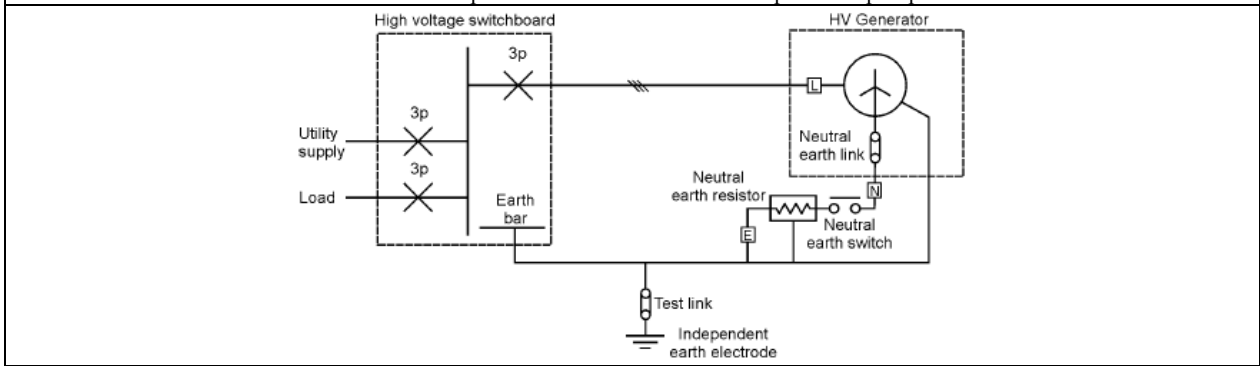 High voltage switchboard
HV Generator
3p
L
3p
Utility
supply
Neutral
earth link
3p
Neutral
earth resistor
N
Load
Earth
bar
Neutral
earth switch
E
Test link
Independent
earth electrode